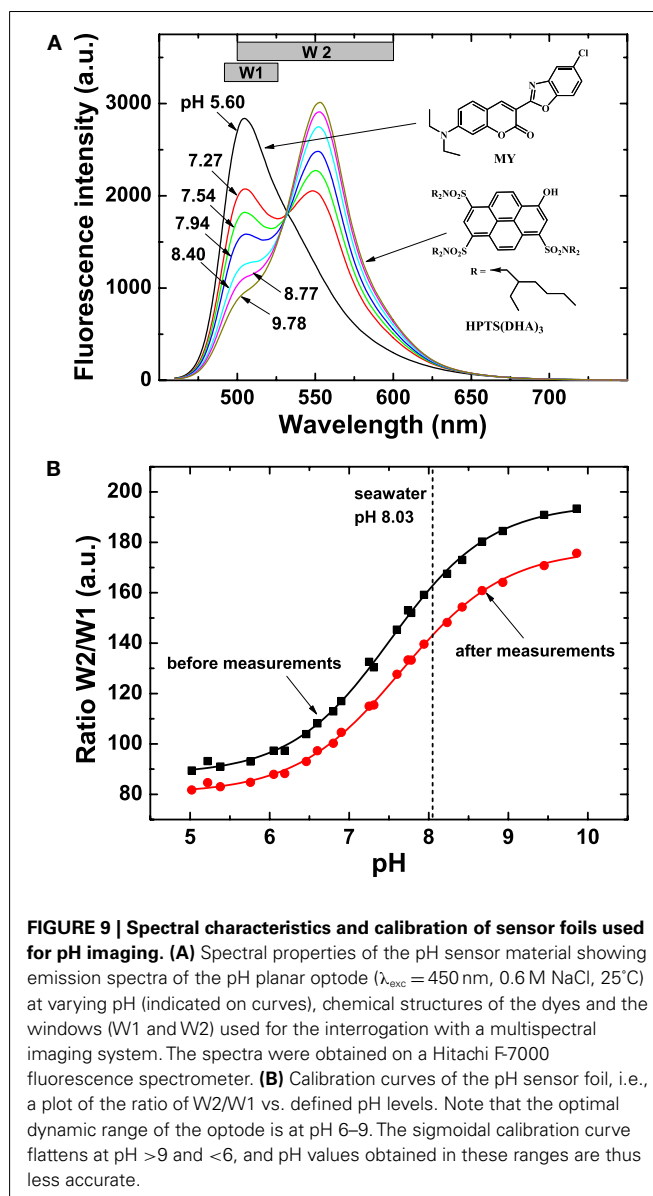 A
W 2
W1
3000
2000
1000
0
Fluorescence intensity (a.u.)
pH 5.60
7.27
7.54
7.94
8.40
8.77
9.78
Cl
N
O
N
O
O
MY
R₂NO₂S
OH
R₂NO₂S
SO₂NR₂
R =
HPTS(DHA)₃
500
550
600
650
700
Wavelength (nm)
B
200
180
160
140
120
100
80
Ratio W2/W1 (a.u.)
seawater
pH 8.03
before measurements
after measurements
5
6
7
8
9
10
pH
FIGURE 9 | Spectral characteristics and calibration of sensor foils used
for pH imaging. (A) Spectral properties of the pH sensor material showing
emission spectra of the pH planar optode (λexc = 450 nm, 0.6 M NaCl, 25°C)
at varying pH (indicated on curves), chemical structures of the dyes and the
windows (W1 and W2) used for the interrogation with a multispectral
imaging system. The spectra were obtained on a Hitachi F-7000
fluorescence spectrometer. (B) Calibration curves of the pH sensor foil, i.e.,
a plot of the ratio of W2/W1 vs. defined pH levels. Note that the optimal
dynamic range of the optode is at pH 6–9. The sigmoidal calibration curve
flattens at pH >9 and <6, and pH values obtained in these ranges are thus
less accurate.